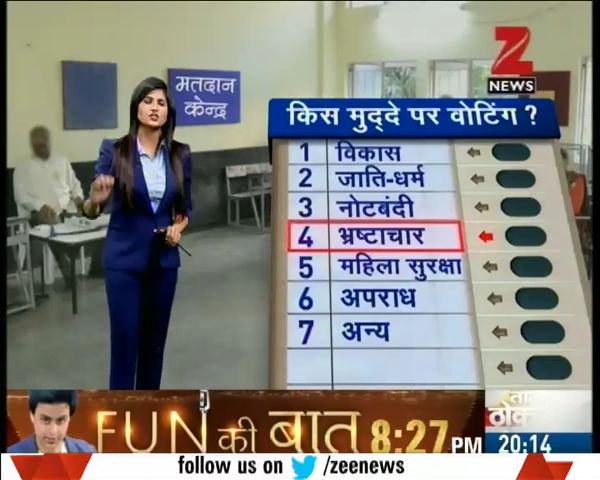 मतदान
केन्द्र
Z
NEWS
किस मुद्दे पर वोटिंग ?
1 विकास
2 जाति-धर्म
3 नोटबंदी
4 भ्रष्टाचार
5 महिला सुरक्षा
6 अपराध
7 अन्य
FUN की बात 8:27 PM
20:14
follow us on /zeenews